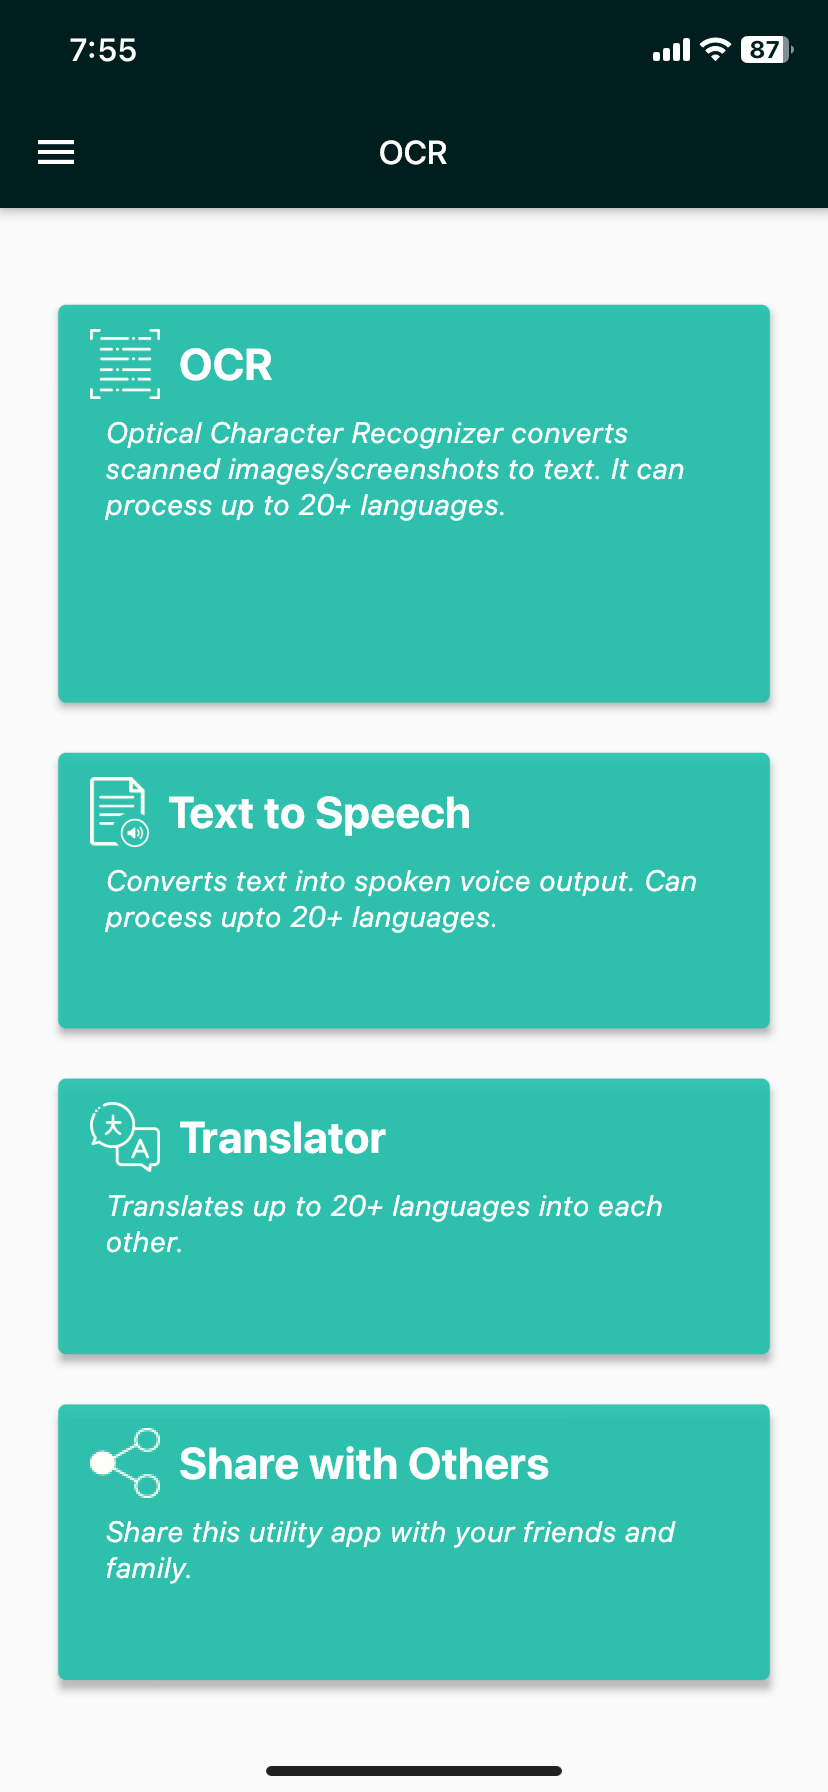 7:55
87
OCR
OCR
Optical Character Recognizer converts
scanned images/screenshots to text. It can
process up to 20+ languages.
Text to Speech
Converts text into spoken voice output. Can
process upto 20+ languages.
Translator
Translates up to 20+ languages into each
other.
Share with Others
Share this utility app with your friends and
family.